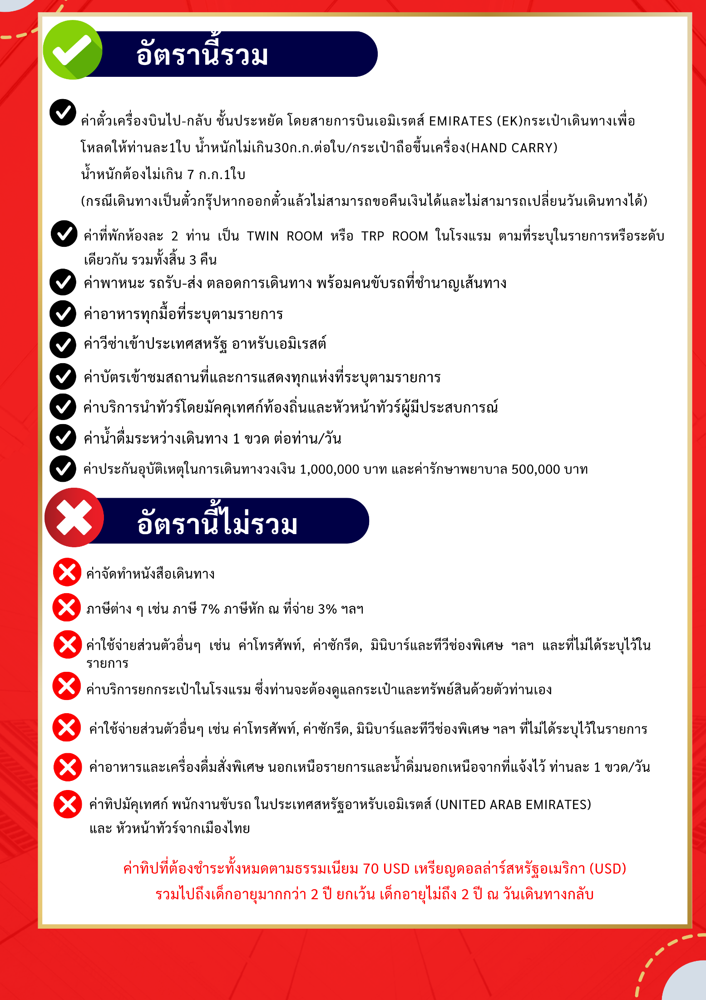 อัตรานี้รวม
ค่าตั๋วเครื่องบินไป-กลับ ชั้นประหยัด โดยสายการบินเอมิเรตส์ EMIRATES (EK)กระเป๋าเดินทางเพื่อ
โหลดให้ท่านละ1ใบ น้ำหนักไม่เกิน30ก.ก.ต่อใบ/กระเป๋าถือขึ้นเครื่อง(HAND CARRY)
น้ำหนักต้องไม่เกิน 7 ก.ก.1ใบ
(กรณีเดินทางเป็นตั๋วกรุ๊ปหากออกตั๋วแล้วไม่สามารถขอคืนเงินได้และไม่สามารถเปลี่ยนวันเดินทางได้)
ค่าที่พักห้องละ 2 ท่าน เป็น TWIN ROOM หรือ TRP ROOM ในโรงแรม ตามที่ระบุในรายการหรือระดับ
เดียวกัน รวมทั้งสิ้น 3 คืน
ค่าพาหนะ รถรับ-ส่ง ตลอดการเดินทาง พร้อมคนขับรถที่ชำนาญเส้นทาง
ค่าอาหารทุกมื้อที่ระบุตามรายการ
ค่าวีซ่าเข้าประเทศสหรัฐ อาหรับเอมิเรสต์
ค่าบัตรเข้าชมสถานที่และการแสดงทุกแห่งที่ระบุตามรายการ
ค่าบริการนำทัวร์โดยมัคคุเทศก์ท้องถิ่นและหัวหน้าทัวร์ผู้มีประสบการณ์
ค่าน้ำดื่มระหว่างเดินทาง 1 ขวด ต่อท่าน/วัน
ค่าประกันอุบัติเหตุในการเดินทางวงเงิน 1,000,000 บาท และค่ารักษาพยาบาล 500,000 บาท
อัตรานี้ไม่รวม
ค่าจัดทำหนังสือเดินทาง
ภาษีต่าง ๆ เช่น ภาษี 7% ภาษีหัก ณ ที่จ่าย 3% ฯลฯ
ค่าใช้จ่ายส่วนตัวอื่นๆ เช่น ค่าโทรศัพท์, ค่าซักรีด, มินิบาร์และทีวีช่องพิเศษ ฯลฯ และที่ไม่ได้ระบุไว้ใน
รายการ
ค่าบริการยกกระเป๋าในโรงแรม ซึ่งท่านจะต้องดูแลกระเป๋าและทรัพย์สินด้วยตัวท่านเอง
ค่าใช้จ่ายส่วนตัวอื่นๆ เช่น ค่าโทรศัพท์, ค่าซักรีด, มินิบาร์และทีวีช่องพิเศษ ฯลฯ ที่ไม่ได้ระบุไว้ในรายการ
ค่าอาหารและเครื่องดื่มสั่งพิเศษ นอกเหนือรายการและน้ำดิ่มนอกเหนือจากที่แจ้งไว้ ท่านละ 1 ขวด/วัน
ค่าทิปมัคุเทศก์ พนักงานขับรถ ในประเทศสหรัฐอาหรับเอมิเรตส์ (UNITED ARAB EMIRATES)
และ หัวหน้าทัวร์จากเมืองไทย
ค่าทิปที่ต้องชำระทั้งหมดตามธรรมเนียม 70 USD เหรียญดอลล่าร์สหรัฐอเมริกา (USD)
รวมไปถึงเด็กอายุมากกว่า 2 ปี ยกเว้น เด็กอายุไม่ถึง 2 ปี ณ วันเดินทางกลับ